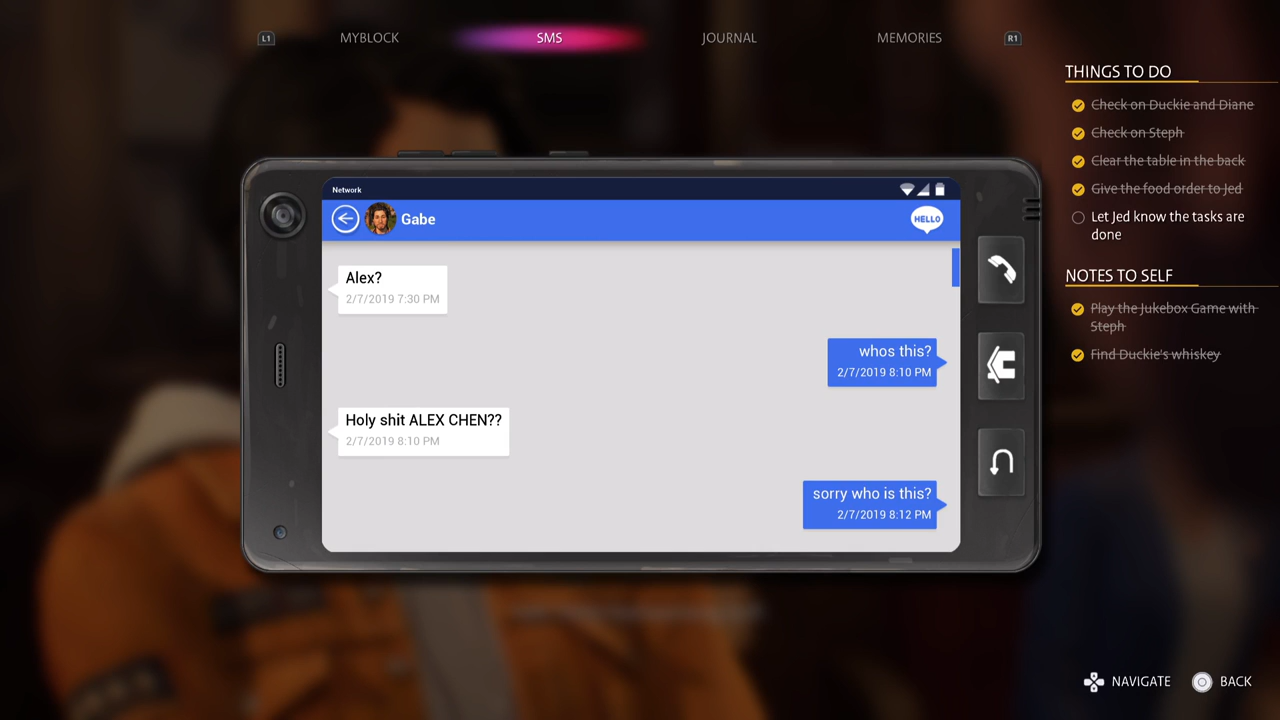 L1
MYBLOCK
SMS
JOURNAL
MEMORIES
R1
THINGS TO DO
Check on Duckie and Diane
Check on Steph
Clear the table in the back
Give the food order to Jed
Let Jed know the tasks are
done
NOTES TO SELF
Play the Jukebox Game with
Steph
Find Duckie's whiskey
Network
Gabe
HELLO
Alex?
2/7/2019 7:30 PM
whos this?
2/7/2019 8:10 PM
Holy shit ALEX CHEN??
2/7/2019 8:10 PM
sorry who is this?
2/7/2019 8:12 PM
NAVIGATE
BACK